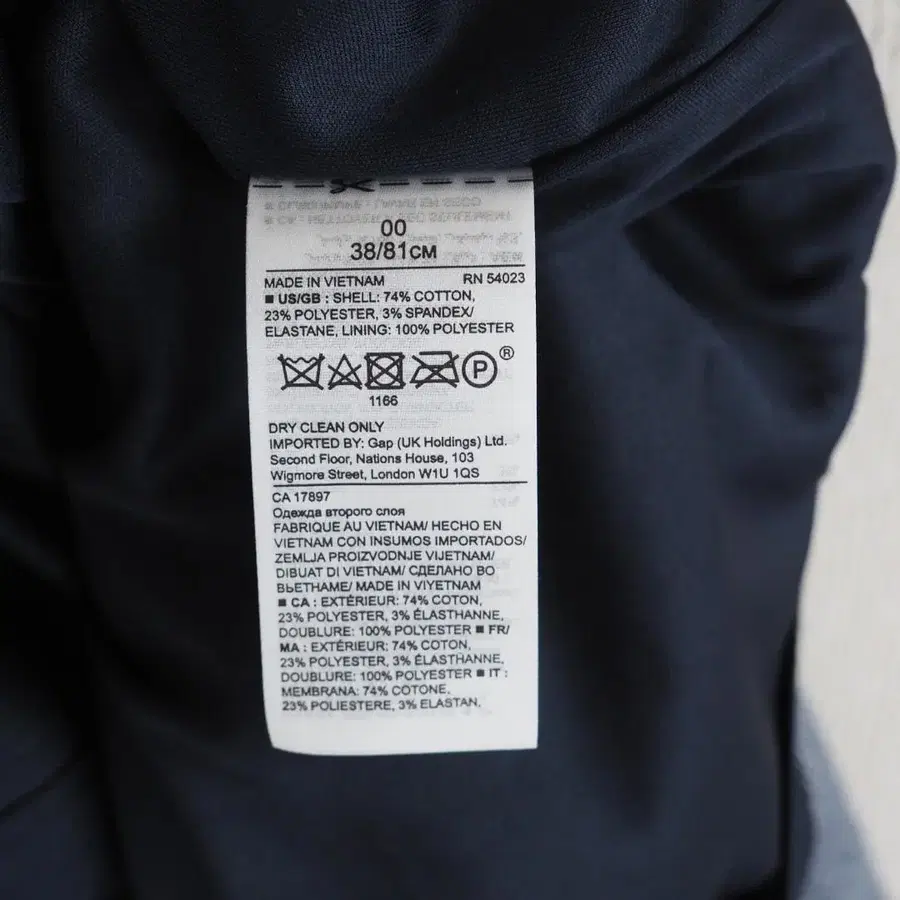 00
38/81CM
MADE IN VIETNAM RN 54023
■ US/GB : SHELL: 74% COTTON,
23% POLYESTER, 3% SPANDEX/
ELASTANE, LINING: 100% POLYESTER
P ®
1166
DRY CLEAN ONLY
IMPORTED BY: Gap (UK Holdings) Ltd.
Second Floor, Nations House, 103
Wigmore Street, London W1U 1QS
CA 17897
Одежда второго слоя
FABRIQUE AU VIETNAM/ HECHO EN
VIETNAM CON INSUMOS IMPORTADOS/
ZEMLJA PROIZVODNJE VIJETNAM/
DIBUAT DI VIETNAM/ СДЕЛАНО ВО
ВЬЕТНАМЕ/ MADE IN VIYETNAM
■ CA : EXTÉRIEUR: 74% COTON,
23% POLYESTER, 3% ÉLASTHANNE,
DOUBLURE: 100% POLYESTER ■ FR/
MA : EXTÉRIEUR: 74% COTON,
23% POLYESTER, 3% ÉLASTHANNE,
DOUBLURE: 100% POLYESTER ■ IT :
MEMBRANA: 74% COTONE,
23% POLIESTERE, 3% ELASTAN,